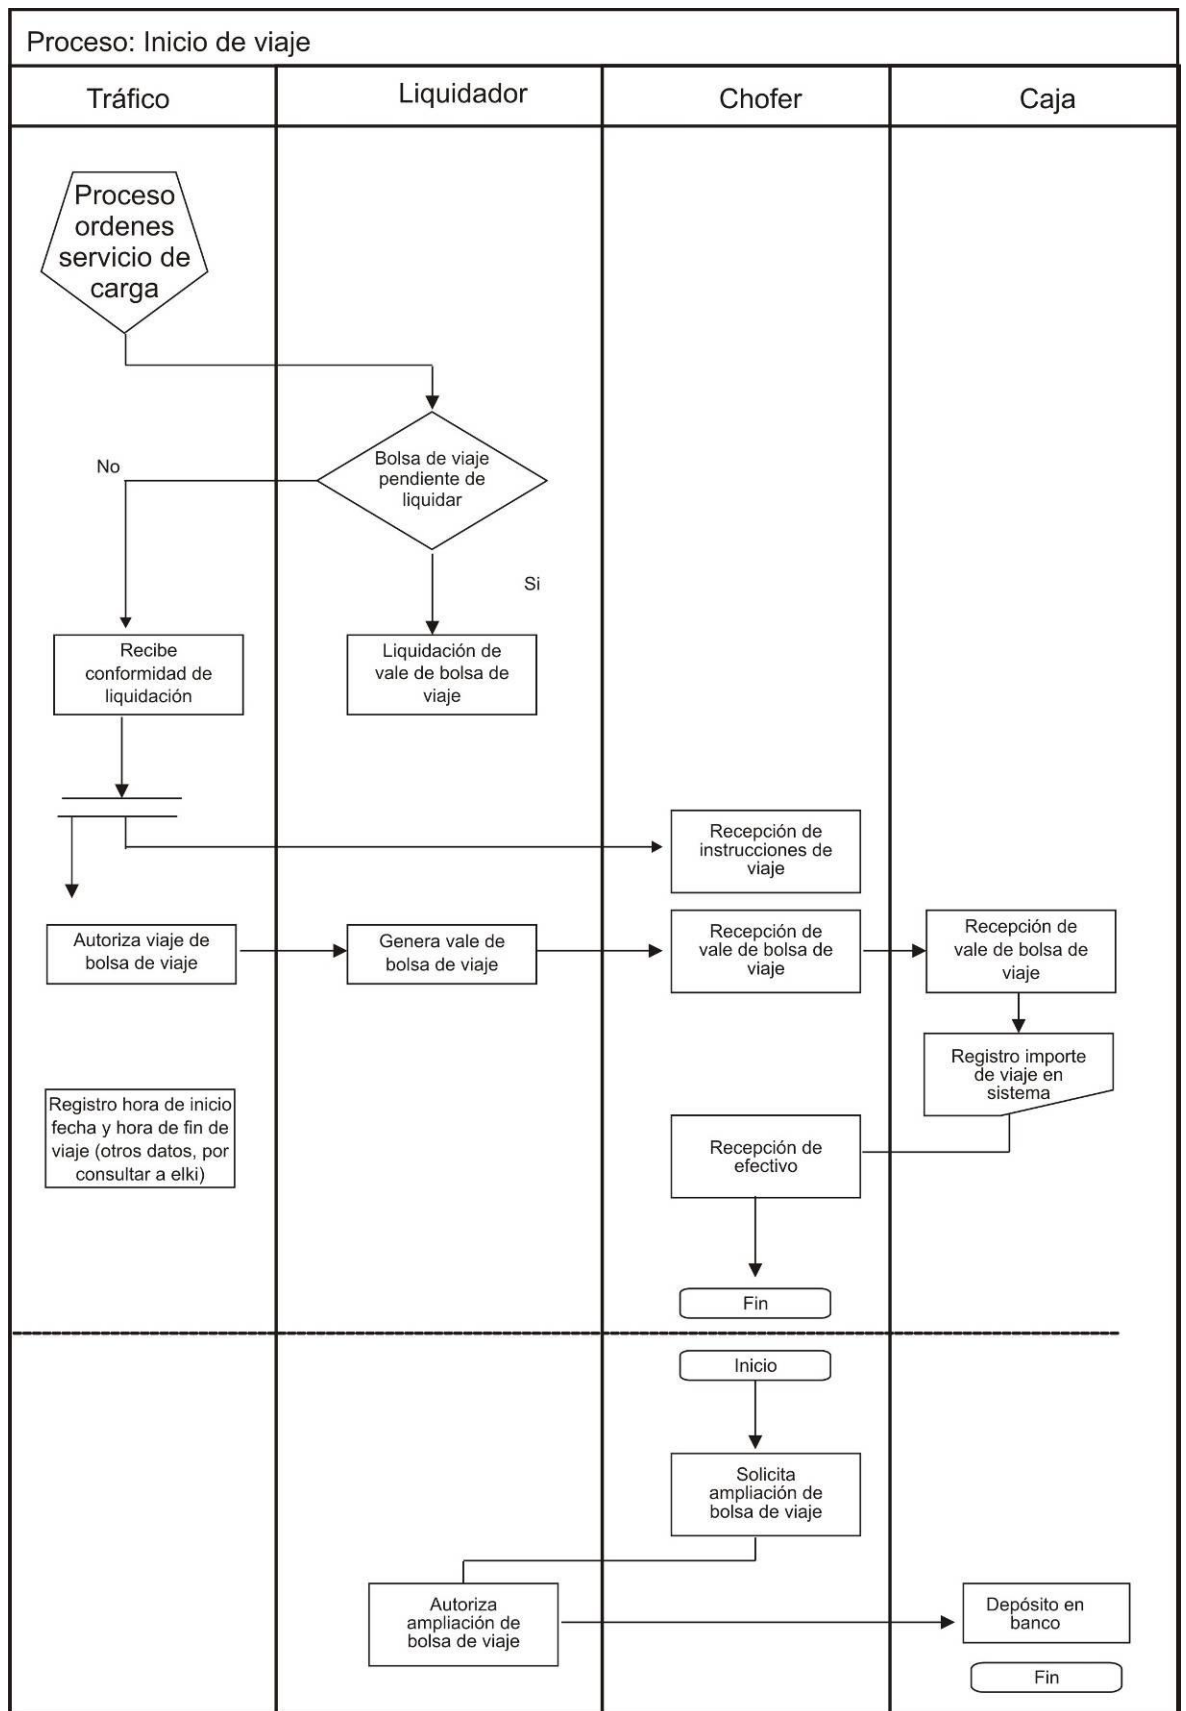 Proceso: Inicio de viaje
Tráfico
Liquidador
Chofer
Caja
Proceso
ordenes
servicio de
carga
Bolsa de viaje
pendiente de
liquidar
No
Si
Recibe
conformidad de
liquidación
Liquidación de
vale de bolsa de
viaje
Recepción de
instrucciones de
viaje
Autoriza viaje de
bolsa de viaje
Genera vale de
bolsa de viaje
Recepción de
vale de bolsa de
viaje
Recepción de
vale de bolsa de
viaje
Registro importe
de viaje en
sistema
Registro hora de inicio
fecha y hora de fin de
viaje (otros datos, por
consultar a elki)
Recepción de
efectivo
Fin
Inicio
Solicita
ampliación de
bolsa de viaje
Autoriza
ampliación de
bolsa de viaje
Depósito en
banco
Fin